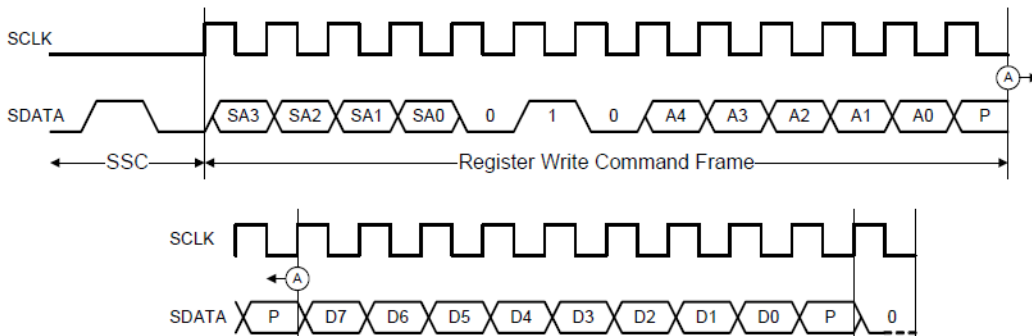 SCLK
A
SDATA SA3 SA2 SA1 SA0 0 1 0 A4 A3 A2 A1 A0 P
SSC Register Write Command Frame
SCLK
A
SDATA P D7 D6 D5 D4 D3 D2 D1 D0 P 0